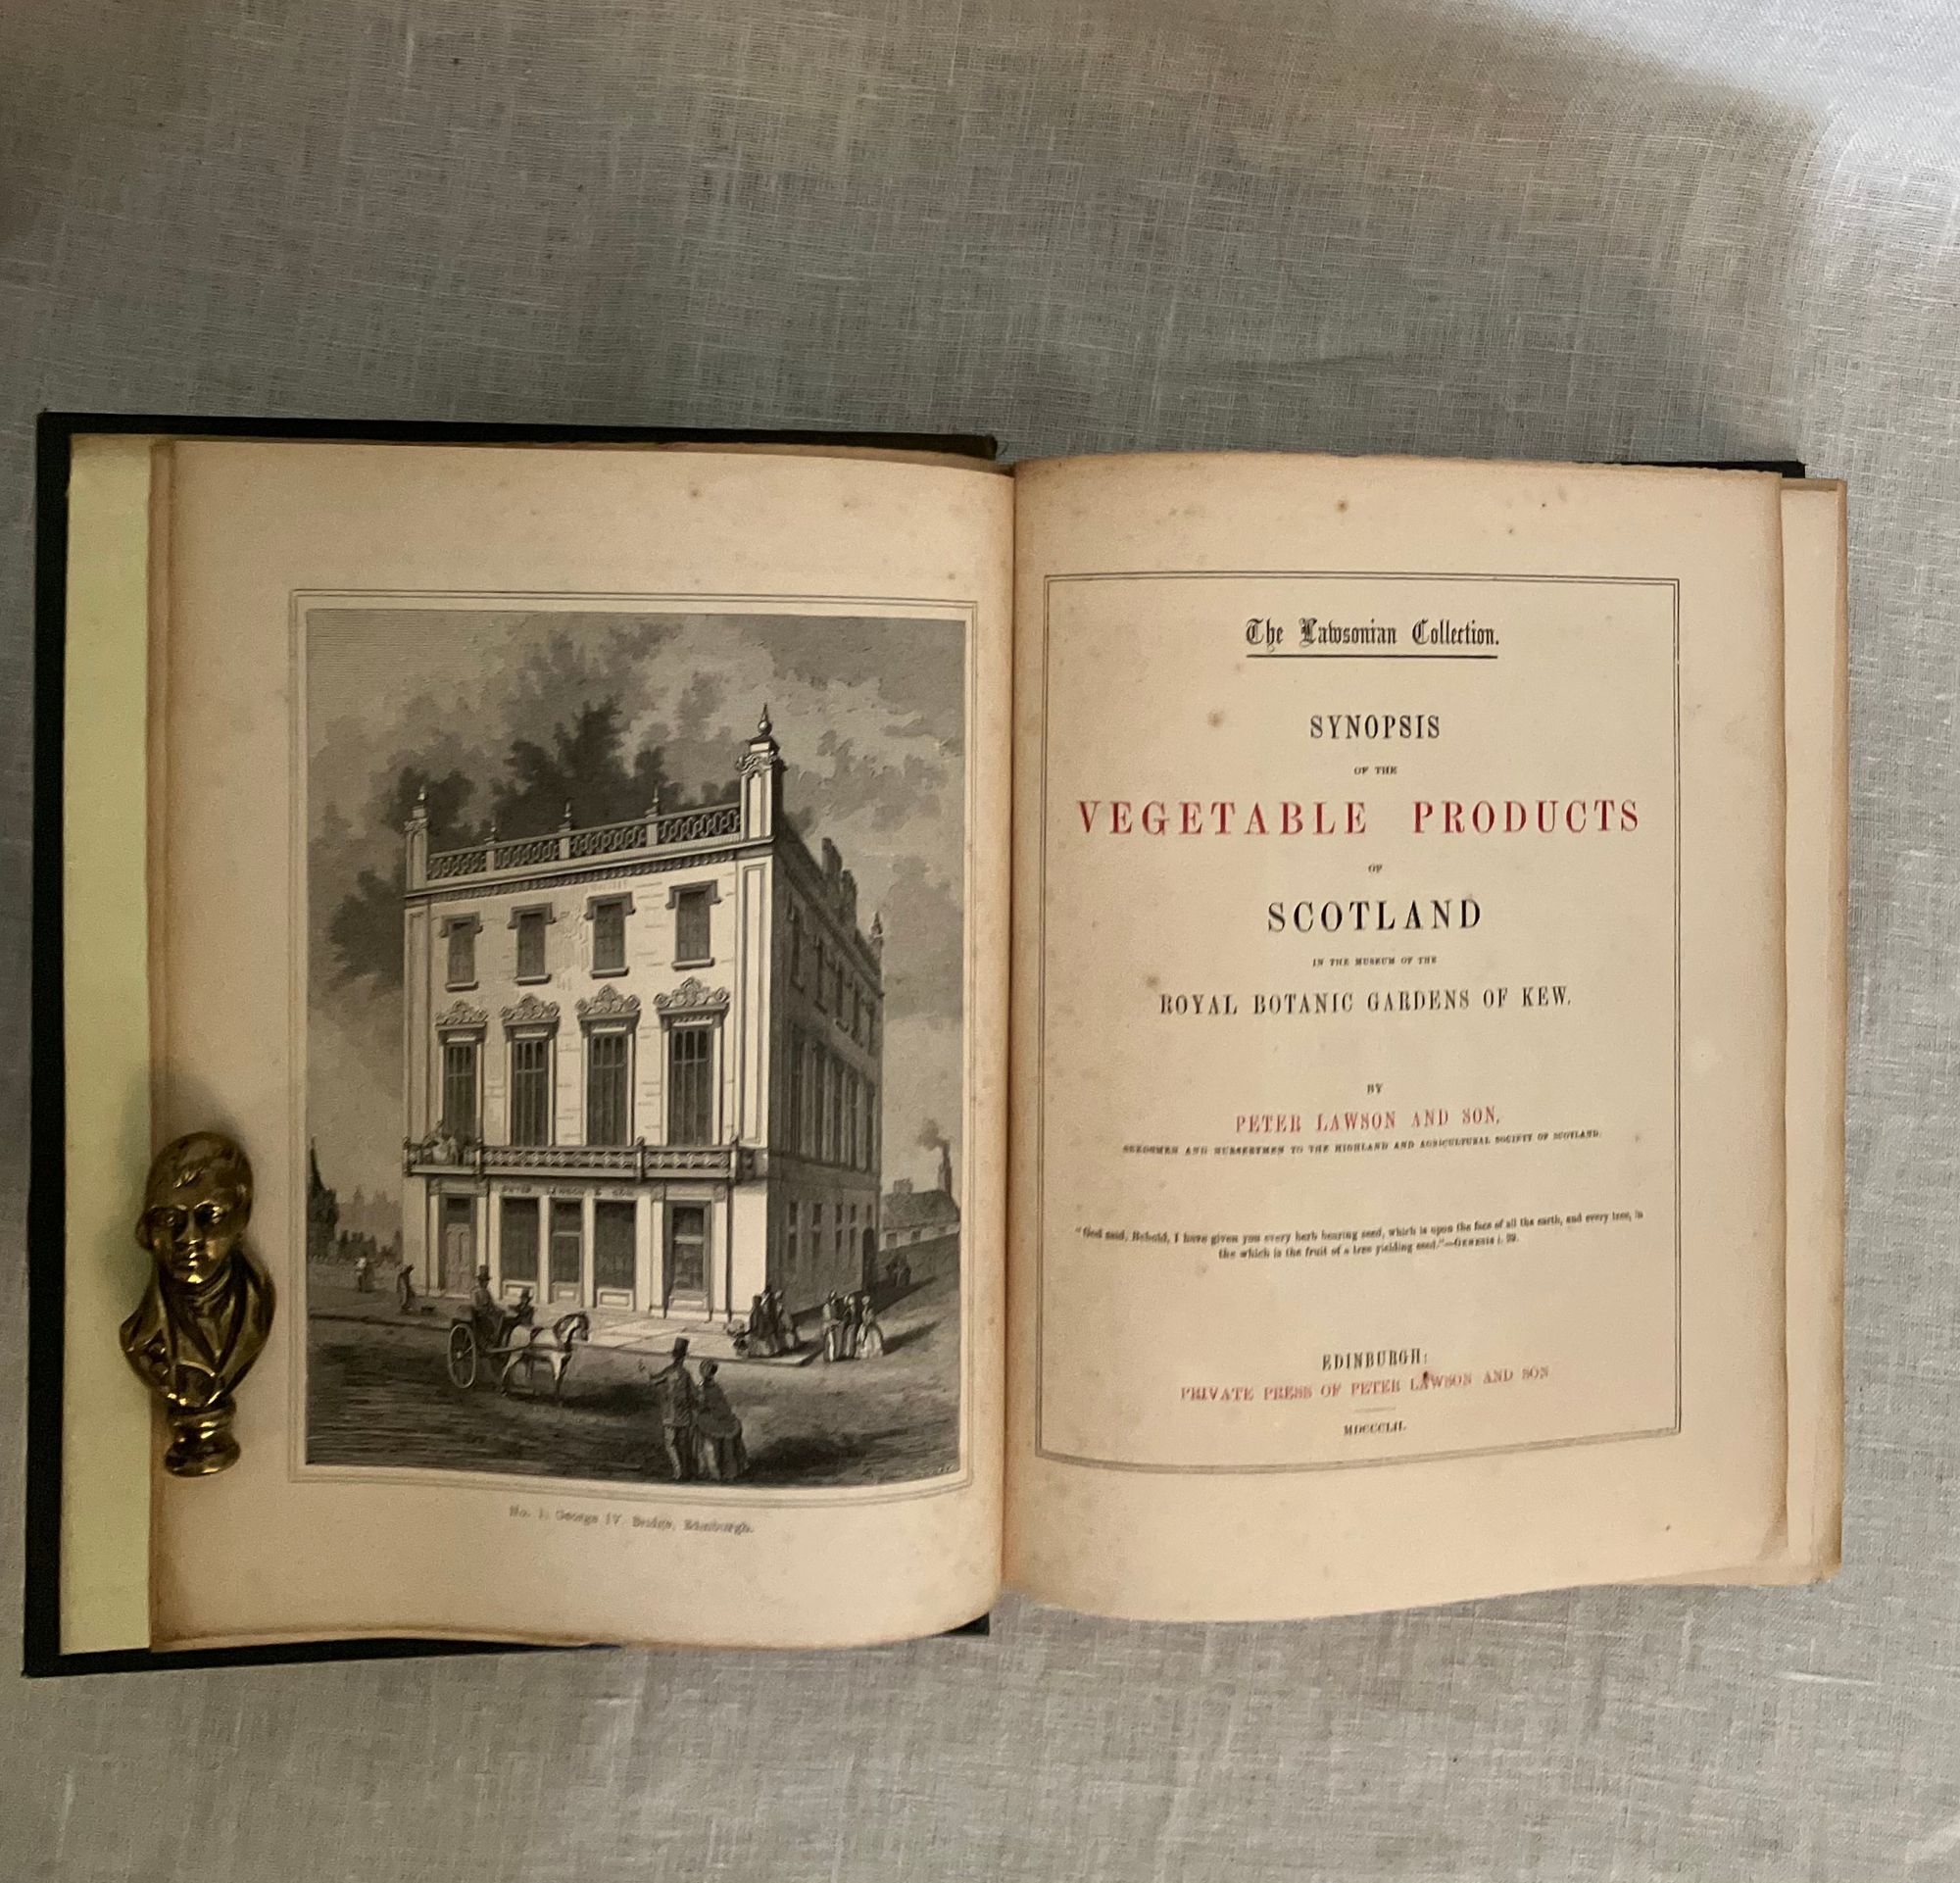 PETER LAWSON & SON
No. 1, George IV. Bridge, Edinburgh.
The Lawsonian Collection.
SYNOPSIS
OF THE
VEGETABLE PRODUCTS
OF
SCOTLAND
IN THE MUSEUM OF THE
ROYAL BOTANIC GARDENS OF KEW.
BY
PETER LAWSON AND SON,
SEEDSMEN AND NURSERYMEN TO THE HIGHLAND AND AGRICULTURAL SOCIETY OF SCOTLAND.
"God said, Behold, I have given you every herb bearing seed, which is upon the face of all the earth, and every tree, in
the which is the fruit of a tree yielding seed."—GENESIS i. 29.
EDINBURGH:
PRIVATE PRESS OF PETER LAWSON AND SON
MDCCCLII.